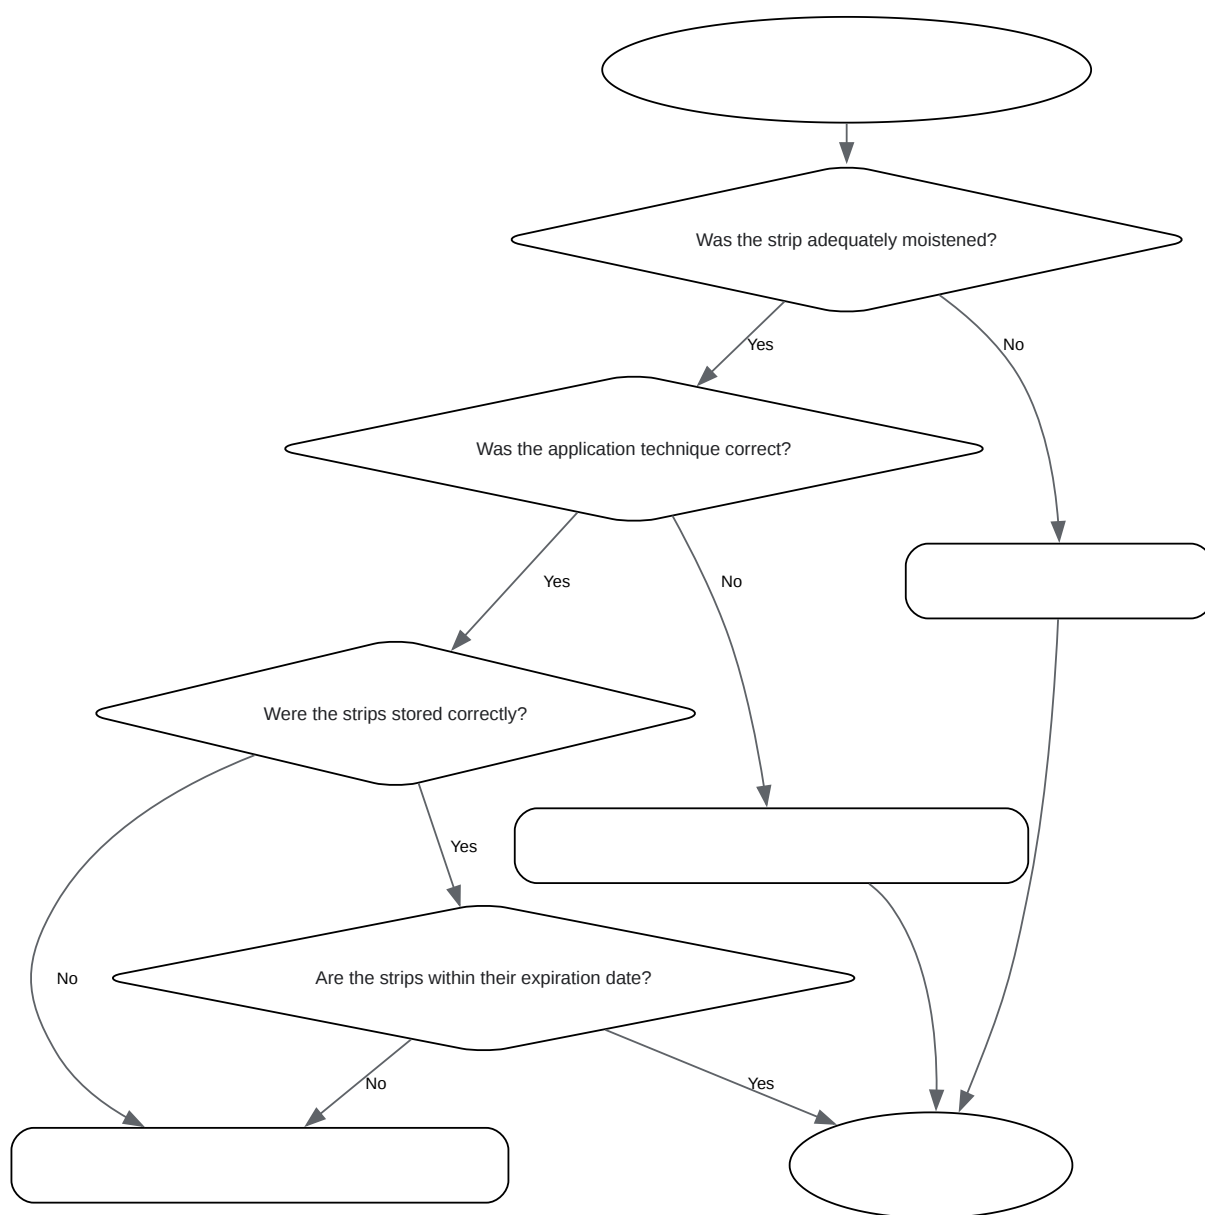 Was the strip adequately moistened?
Yes
No
Was the application technique correct?
Yes
No
Were the strips stored correctly?
Yes
No
Are the strips within their expiration date?
No
Yes